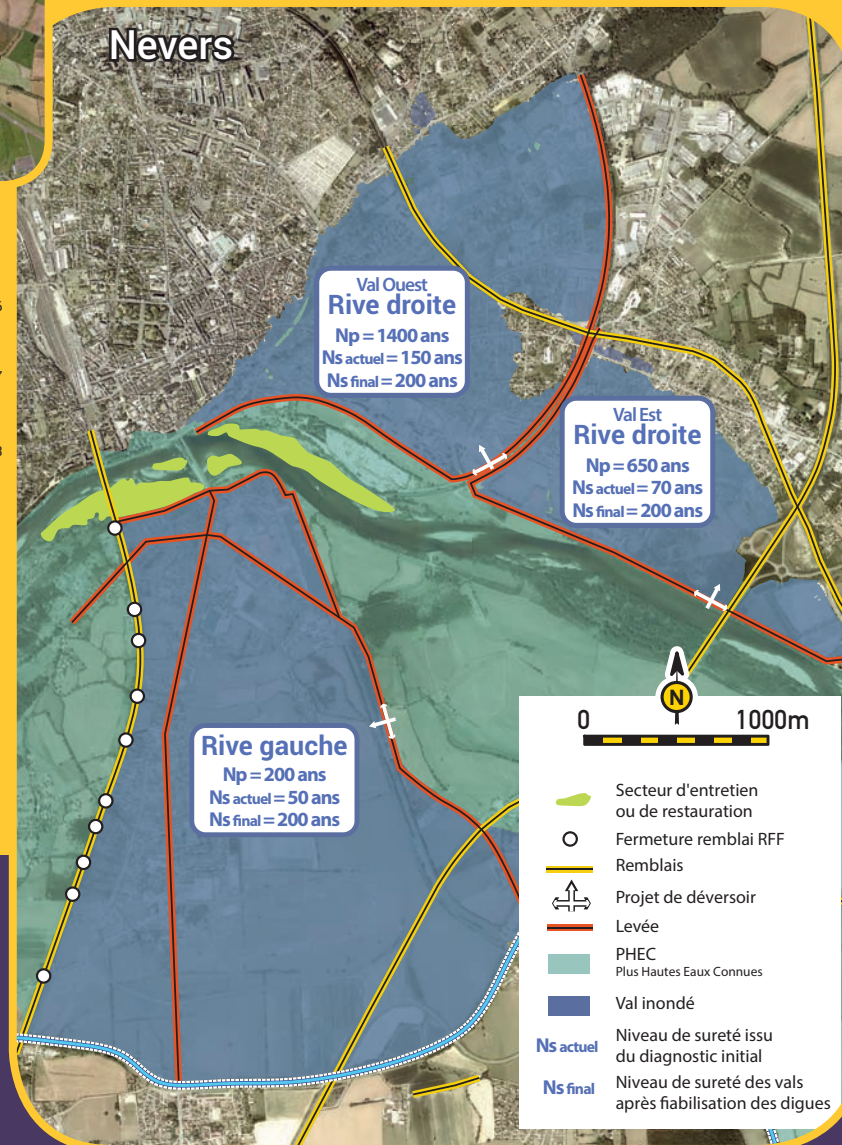 Nevers
Val Ouest
Rive droite
Np = 1400 ans
Ns actuel = 150 ans
Ns final = 200 ans
Val Est
Rive droite
Np = 650 ans
Ns actuel = 70 ans
Ns final = 200 ans
Rive gauche
Np = 200 ans
Ns actuel = 50 ans
Ns final = 200 ans
N
0 1000m
Secteur d'entretien
ou de restauration
Fermeture remblai RFF
Remblais
Projet de déversoir
Levée
PHEC
Plus Hautes Eaux Connues
Val inondé
Ns actuel Niveau de sureté issu
du diagnostic initial
Ns final Niveau de sureté des vals
après fiabilisation des digues